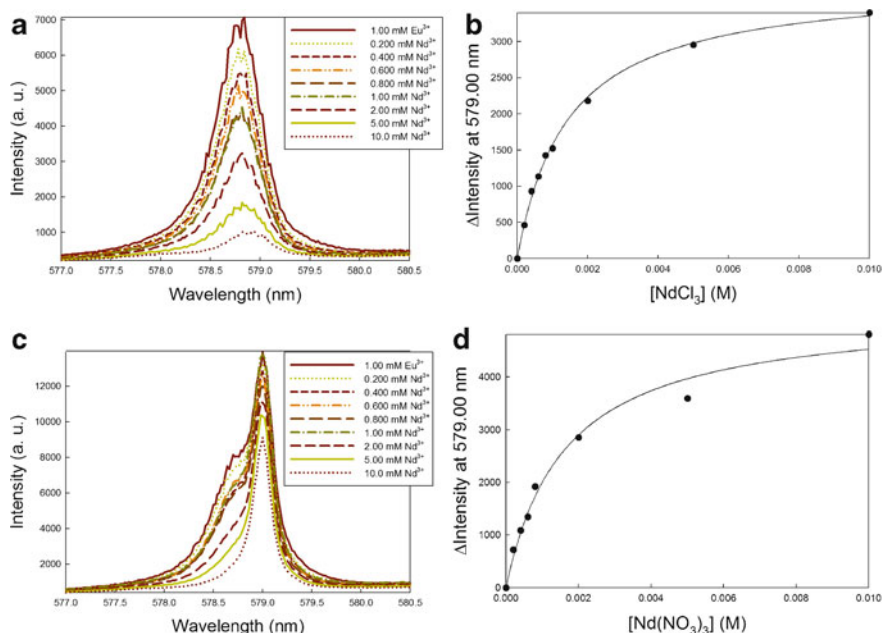 a
Intensity (a. u.)
7000
6000
5000
4000
3000
2000
1000
577.0 577.5 578.0 578.5 579.0 579.5 580.0 580.5
Wavelength (nm)
1.00 mM Eu³⁺
0.200 mM Nd³⁺
0.400 mM Nd³⁺
0.600 mM Nd³⁺
0.800 mM Nd³⁺
1.00 mM Nd³⁺
2.00 mM Nd³⁺
5.00 mM Nd³⁺
10.0 mM Nd³⁺
b
ΔIntensity at 579.00 nm
3000
2500
2000
1500
1000
500
0
0.000 0.002 0.004 0.006 0.008 0.010
[NdCl₃] (M)
c
Intensity (a. u.)
12000
10000
8000
6000
4000
2000
577.0 577.5 578.0 578.5 579.0 579.5 580.0 580.5
Wavelength (nm)
1.00 mM Eu³⁺
0.200 mM Nd³⁺
0.400 mM Nd³⁺
0.600 mM Nd³⁺
0.800 mM Nd³⁺
1.00 mM Nd³⁺
2.00 mM Nd³⁺
5.00 mM Nd³⁺
10.0 mM Nd³⁺
d
ΔIntensity at 579.00 nm
4000
3000
2000
1000
0
0.000 0.002 0.004 0.006 0.008 0.010
[Nd(NO₃)₃] (M)